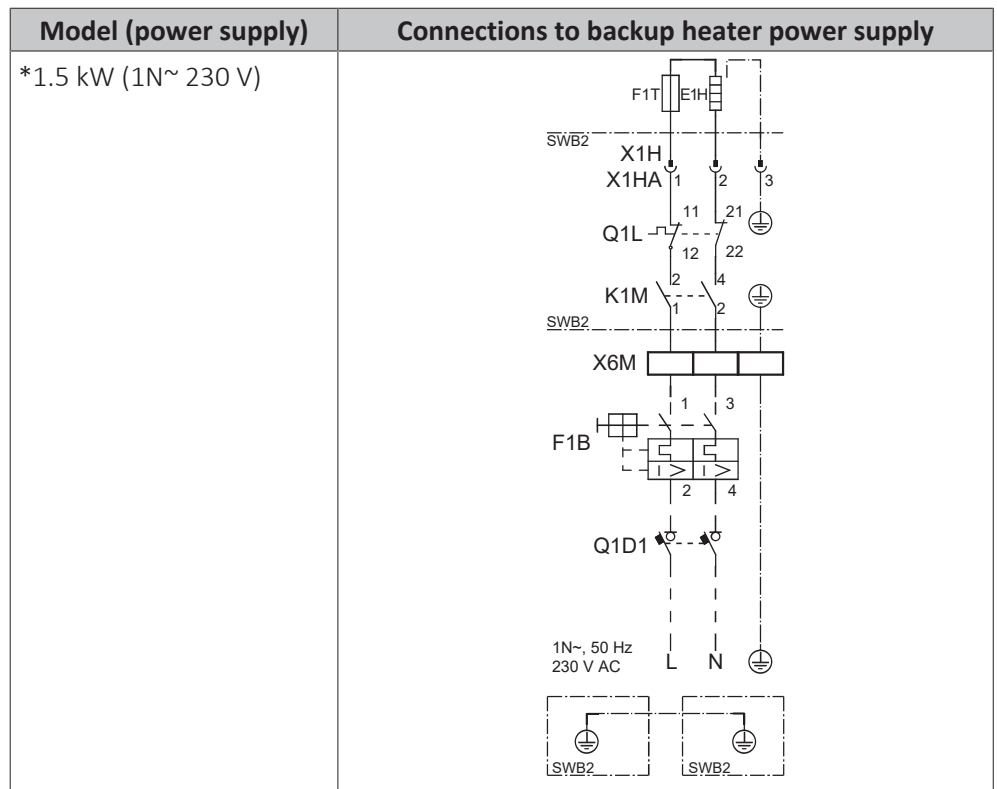 Model (power supply) Connections to backup heater power supply
*1.5 kW (1N~ 230 V)
F1T E1H
SWB2
X1H
X1HA 1 2 3
11 21
Q1L
12 22
2 4
K1M
1 2
SWB2
X6M
1 3
F1B
I > I >
2 4
Q1D1
1N~, 50 Hz
230 V AC L N
SWB2 SWB2